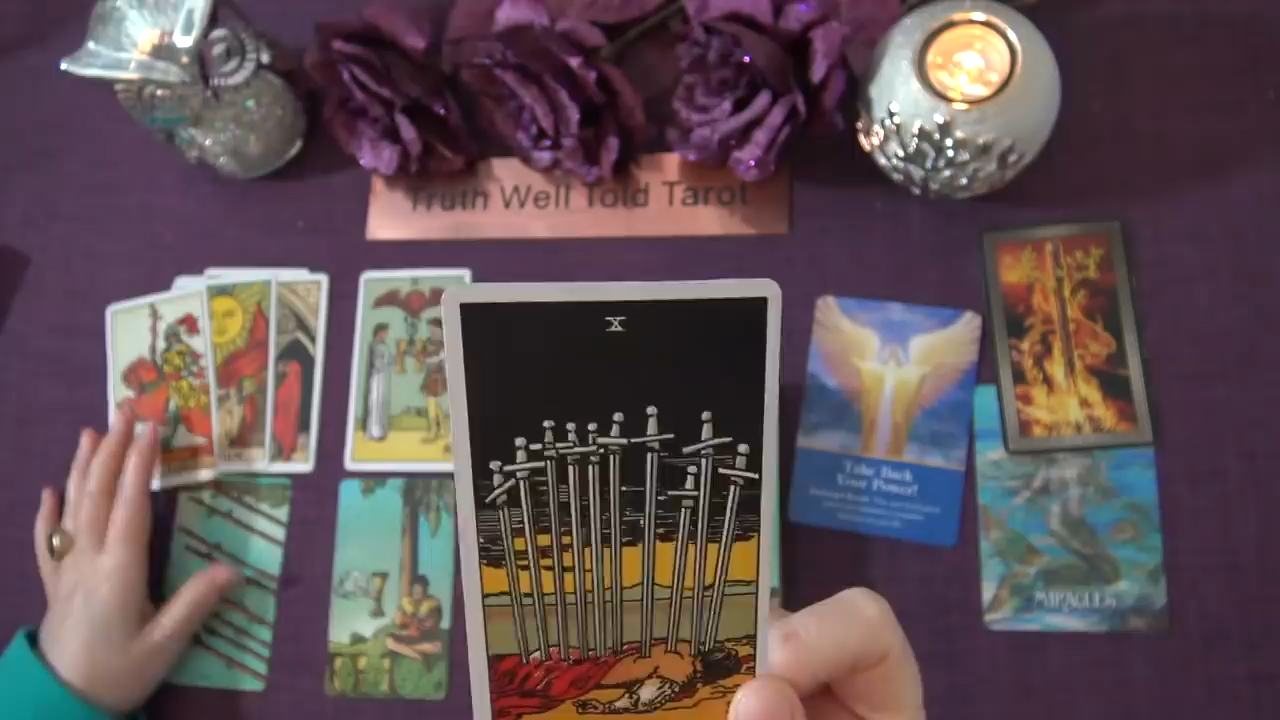 Truth Well Told Tarot
X
Take Back
Your Power!
MIRACLES